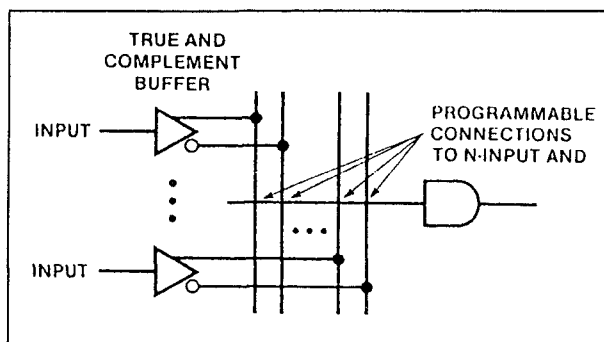 TRUE AND
COMPLEMENT
BUFFER
INPUT
PROGRAMMABLE
CONNECTIONS
TO N-INPUT AND
INPUT